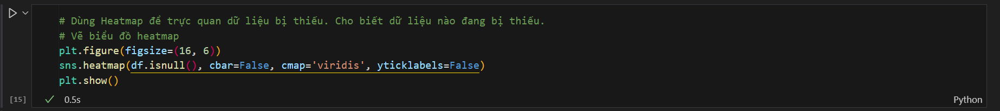 # Dùng Heatmap để trực quan dữ liệu bị thiếu. Cho biết dữ liệu nào đang bị thiếu.
# Vẽ biểu đồ heatmap
plt.figure(figsize=(16, 6))
sns.heatmap(df.isnull(), cbar=False, cmap='viridis', yticklabels=False)
plt.show()
[15] 0.5s Python